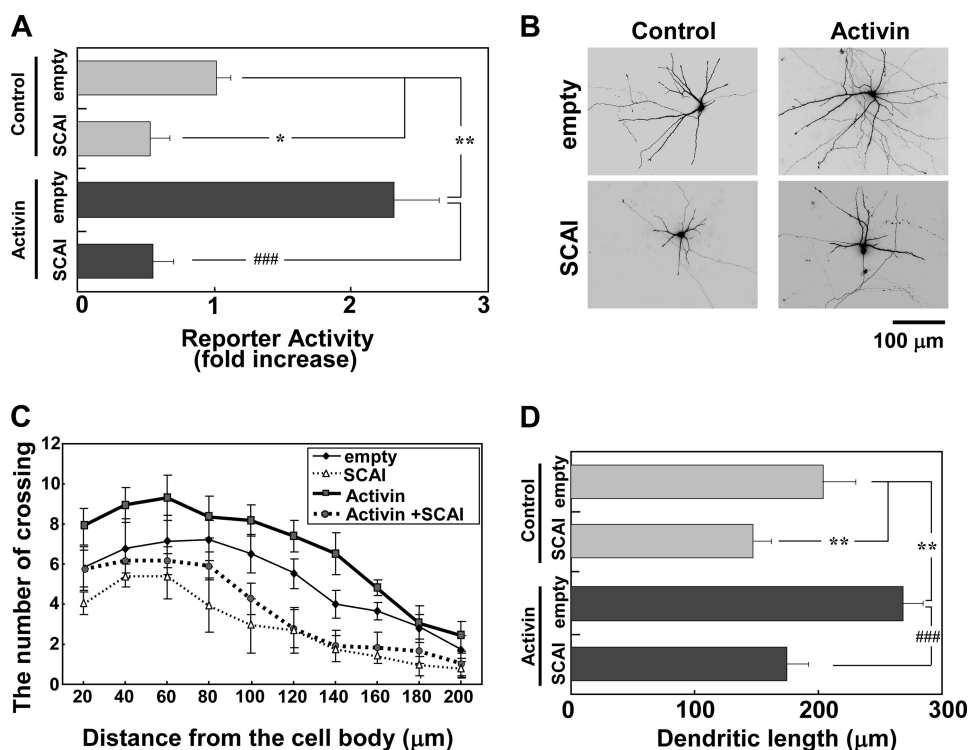 A
Control
empty
SCAI
Activin
empty
SCAI
*
**
###
0 1 2 3
Reporter Activity
(fold increase)
B
Control Activin
empty
SCAI
100 μm
C
The number of crossing
12
10
8
6
4
2
0
empty
SCAI
Activin
Activin +SCAI
20 40 60 80 100 120 140 160 180 200
Distance from the cell body (μm)
D
Control
empty
SCAI
Activin
empty
SCAI
**
**
###
0 100 200 300
Dendritic length (μm)